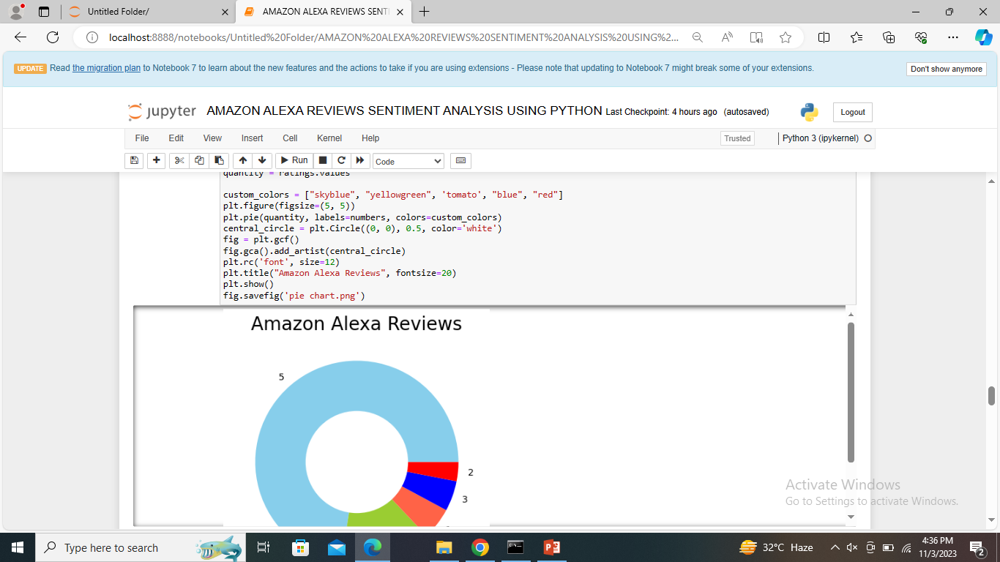 Untitled Folder/
AMAZON ALEXA REVIEWS SENTI
localhost:8888/notebooks/Untitled%20Folder/AMAZON%20ALEXA%20REVIEWS%20SENTIMENT%20ANALYSIS%20USING%2...
UPDATE Read the migration plan to Notebook 7 to learn about the new features and the actions to take if you are using extensions - Please note that updating to Notebook 7 might break some of your extensions.
Don't show anymore
jupyter AMAZON ALEXA REVIEWS SENTIMENT ANALYSIS USING PYTHON Last Checkpoint: 4 hours ago (autosaved)
Logout
File Edit View Insert Cell Kernel Help
Trusted
Python 3 (ipykernel)
Run
Code
quantity = ratings.values
custom_colors = ["skyblue", "yellowgreen", 'tomato', "blue", "red"]
plt.figure(figsize=(5, 5))
plt.pie(quantity, labels=numbers, colors=custom_colors)
central_circle = plt.Circle((0, 0), 0.5, color='white')
fig = plt.gcf()
fig.gca().add_artist(central_circle)
plt.rc('font', size=12)
plt.title("Amazon Alexa Reviews", fontsize=20)
plt.show()
fig.savefig('pie chart.png')
Amazon Alexa Reviews
5
2
3
Activate Windows
Go to Settings to activate Windows.
Type here to search
32°C Haze
4:36 PM
11/3/2023
2